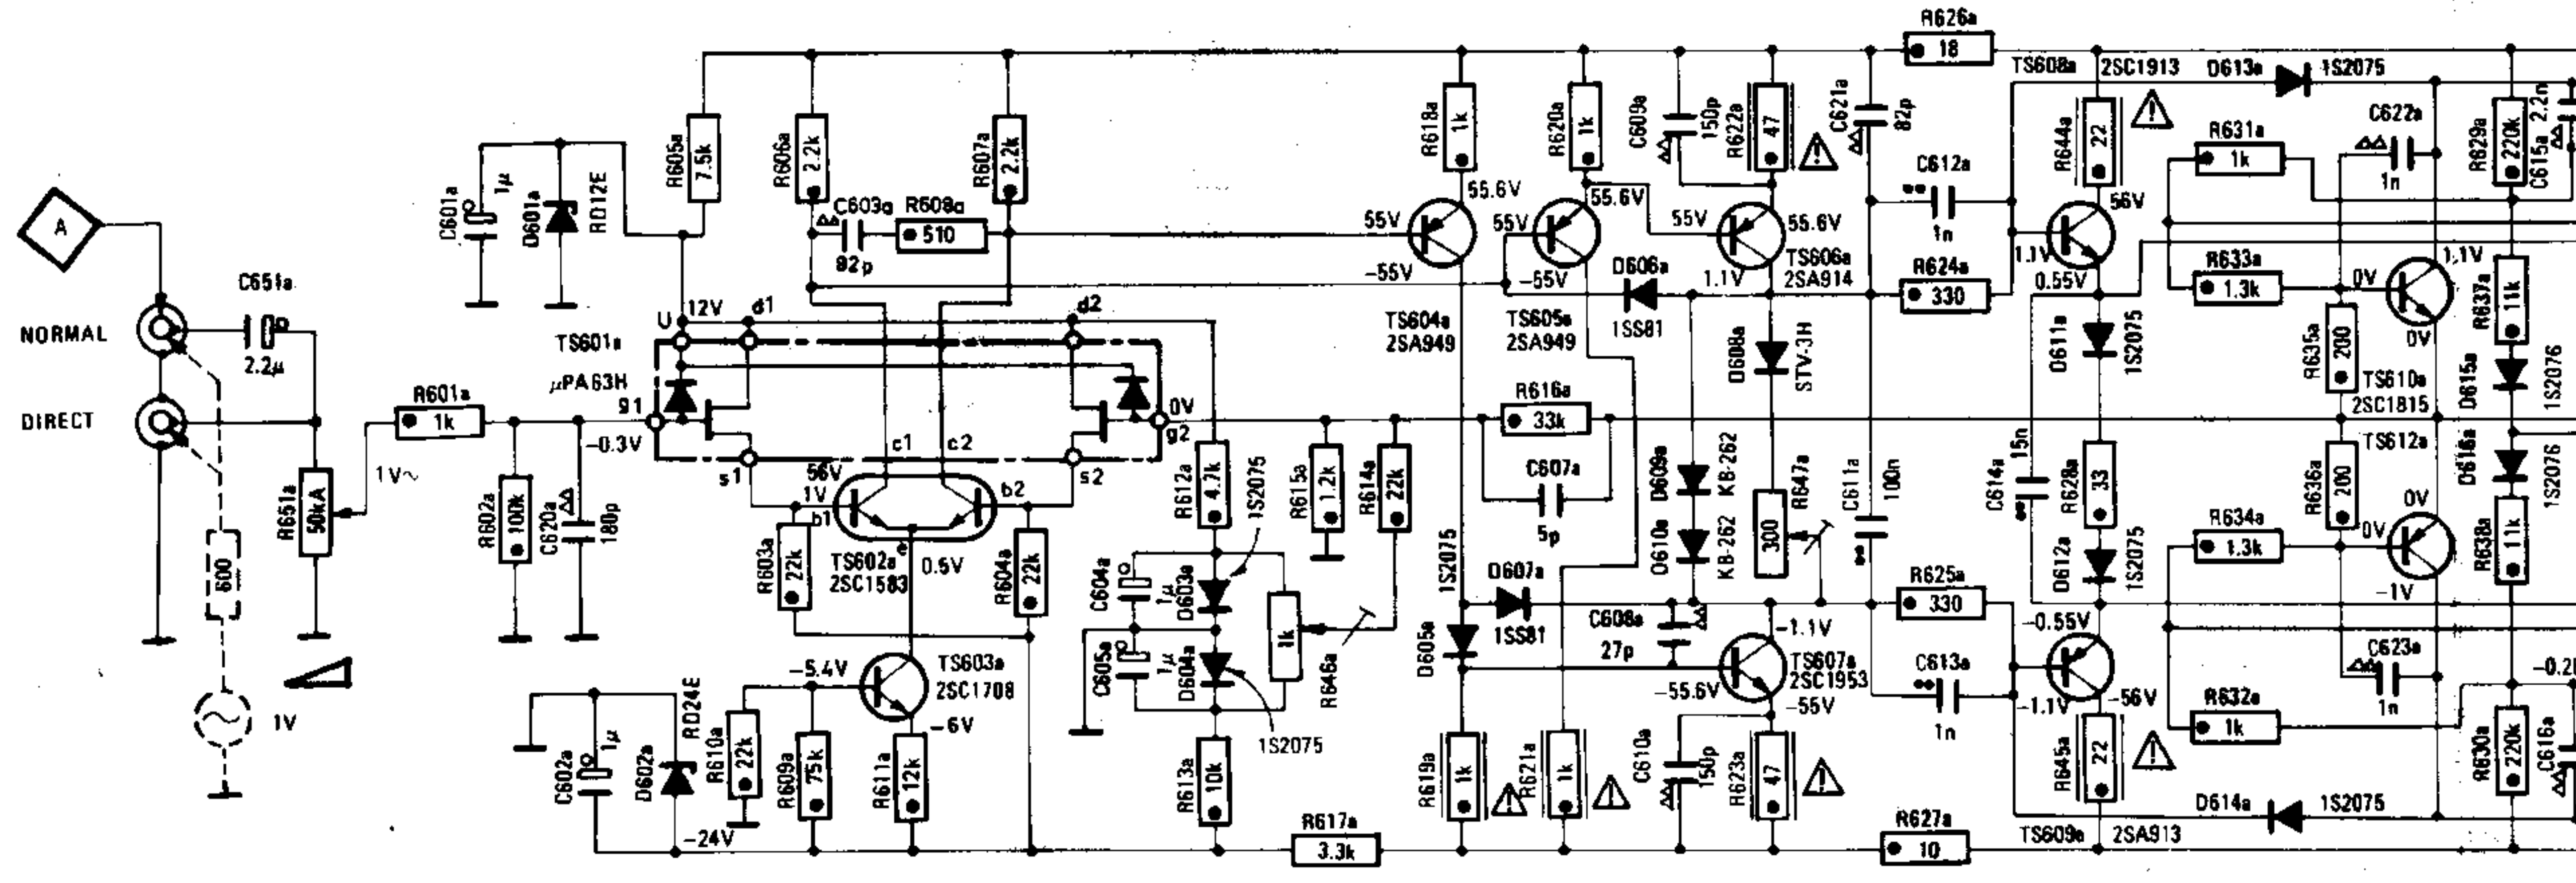 R626a
18
TS608a
2SC1913
D613a
1S2075
A
C651a
NORMAL
2.2µ
DIRECT
R601a
1k
1V~
R651a
50kA
600
1V
C601a
1µ
D601a
RD12E
R605a
7.5k
R606a
2.2k
R607a
2.2k
C603a
82p
R608a
510
U
12V
d1
d2
TS601a
µPA63H
g1
-0.3V
0V
g2
s1
s2
c1
c2
56V
1V
b1
b2
e
0.5V
TS602a
2SC1583
R602a
100k
C620a
180p
R603a
22k
R604a
22k
-5.4V
TS603a
2SC1708
-6V
C602a
1µ
D602a
RD24E
R610a
22k
R609a
75k
R611a
12k
-24V
R612a
4.7k
1S2075
C604a
1µ
D603a
C605a
1µ
D604a
1S2075
1k
R646a
R613a
10k
R615a
1.2k
R614a
22k
R617a
3.3k
R616a
33k
C607a
5p
R618a
1k
55.6V
55V
-55V
TS604a
2SA949
R620a
1k
55.6V
55V
-55V
TS605a
2SA949
C609a
150p
R622a
47
55V
55.6V
1.1V
TS606a
2SA914
D606a
1SS81
D608a
STV-3H
D609a
KB-262
D610a
KB-262
R647a
300
1S2075
D607a
1SS81
D605a
C608a
27p
-1.1V
TS607a
2SC1953
-55.6V
-55V
R619a
1k
R621a
1k
C610a
150p
R623a
47
C621a
82p
C612a
1n
R624a
330
C611a
100n
R625a
330
C613a
1n
R627a
10
R644a
22
56V
1.1V
0.55V
D611a
1S2075
C614a
15n
R628a
33
D612a
1S2075
-0.55V
-1.1V
-56V
R645a
22
TS609a
2SA913
D614a
1S2075
R631a
1k
C622a
1n
R633a
1.3k
0V
1.1V
0V
R635a
200
TS610a
2SC1815
TS612a
R636a
200
R634a
1.3k
0V
0V
-1V
C623a
1n
R632a
1k
R629a
220k
C615a
2.2n
R637a
11k
D615a
1S2076
D616a
1S2076
R638a
11k
R630a
220k
C616a